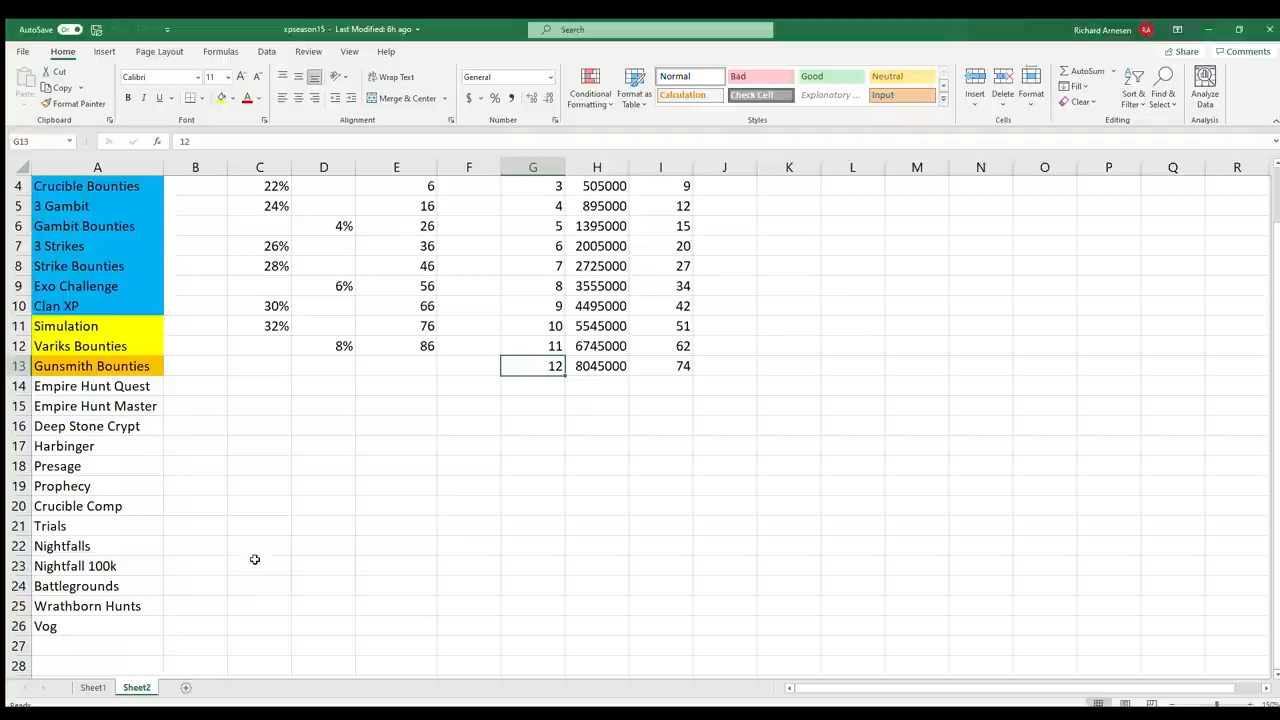 AutoSave On xpseason15 - Last Modified: 6h ago Search Richard Arnesen RA
File Home Insert Page Layout Formulas Data Review View Help Share Comments
Paste Cut Copy Format Painter Clipboard
Calibri 11 B I U Font
Wrap Text Merge & Center Alignment
General $ % Number
Conditional Formatting Format as Table Normal Bad Good Neutral Calculation Check Cell Explanatory ... Input Styles
Insert Delete Format Cells
AutoSum Fill Clear Sort & Filter Find & Select Editing
Analyze Data Analysis
G13 fx 12
A B C D E F G H I J K L M N O P Q R
4 Crucible Bounties 22% 6 3 505000 9
5 3 Gambit 24% 16 4 895000 12
6 Gambit Bounties 4% 26 5 1395000 15
7 3 Strikes 26% 36 6 2005000 20
8 Strike Bounties 28% 46 7 2725000 27
9 Exo Challenge 6% 56 8 3555000 34
10 Clan XP 30% 66 9 4495000 42
11 Simulation 32% 76 10 5545000 51
12 Variks Bounties 8% 86 11 6745000 62
13 Gunsmith Bounties 12 8045000 74
14 Empire Hunt Quest
15 Empire Hunt Master
16 Deep Stone Crypt
17 Harbinger
18 Presage
19 Prophecy
20 Crucible Comp
21 Trials
22 Nightfalls
23 Nightfall 100k
24 Battlegrounds
25 Wrathborn Hunts
26 Vog
27
28
Sheet1 Sheet2
Ready 150%